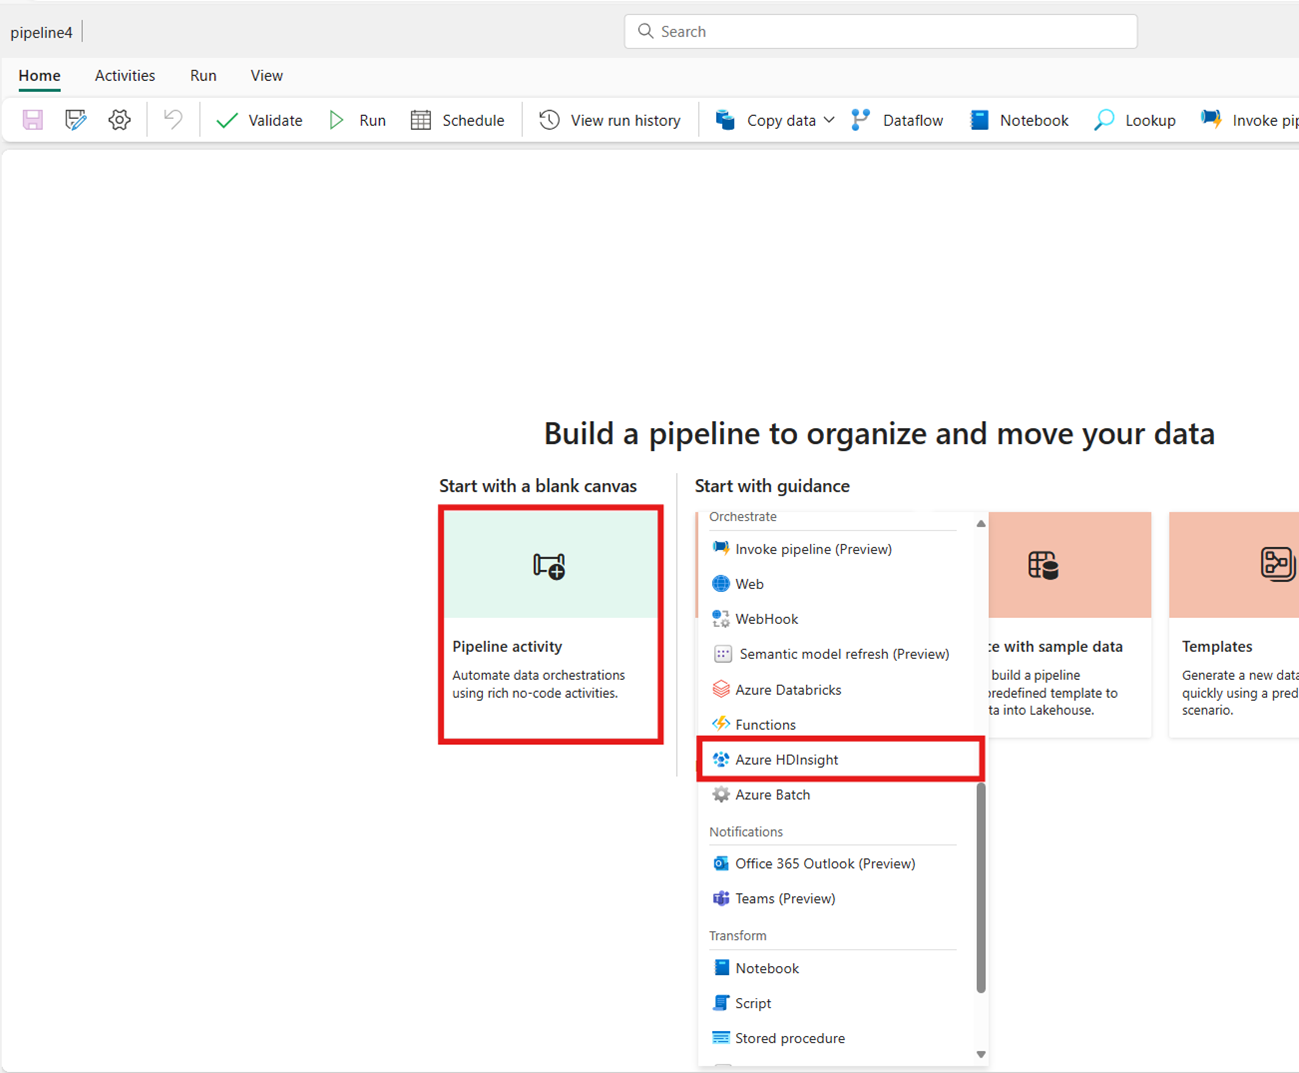 pipeline4
Search
Home Activities Run View
Validate Run Schedule View run history Copy data Dataflow Notebook Lookup Invoke pip
Build a pipeline to organize and move your data
Start with a blank canvas
Pipeline activity
Automate data orchestrations
using rich no-code activities.
Start with guidance
Orchestrate
Invoke pipeline (Preview)
Web
WebHook
Semantic model refresh (Preview)
Azure Databricks
Functions
Azure HDInsight
Azure Batch
Notifications
Office 365 Outlook (Preview)
Teams (Preview)
Transform
Notebook
Script
Stored procedure
ce with sample data
build a pipeline
predefined template to
ta into Lakehouse.
Templates
Generate a new data
quickly using a pred
scenario.